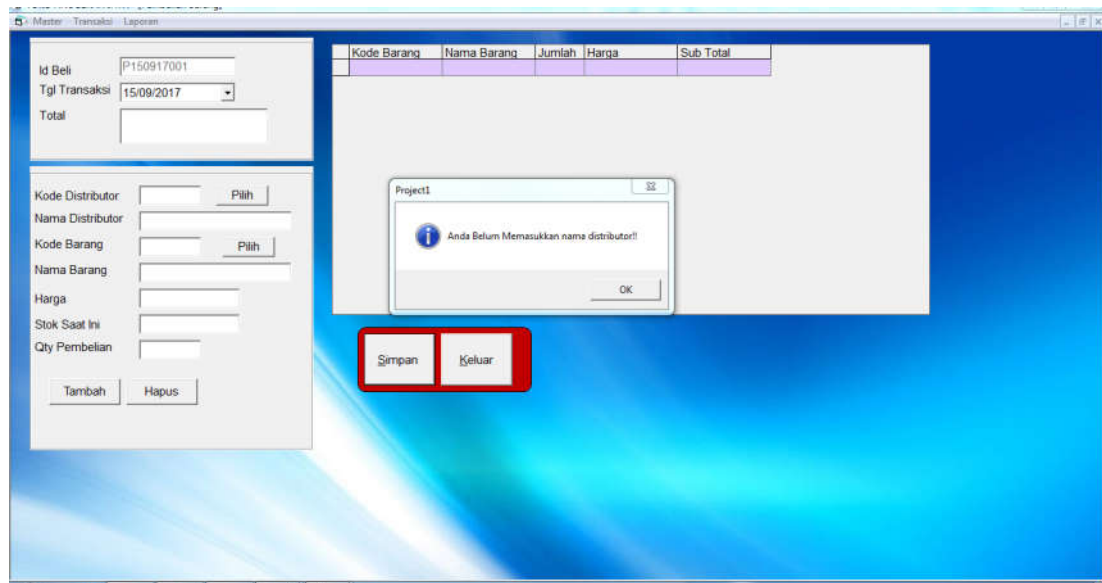 Master Transaksi Laporan
Id Beli P150917001
Tgl Transaksi 15/09/2017
Total
Kode Distributor Pilih
Nama Distributor
Kode Barang Pilih
Nama Barang
Harga
Stok Saat Ini
Qty Pembelian
Tambah Hapus
Kode Barang Nama Barang Jumlah Harga Sub Total
Project1
Anda Belum Memasukkan nama distributor!!
OK
Simpan Keluar